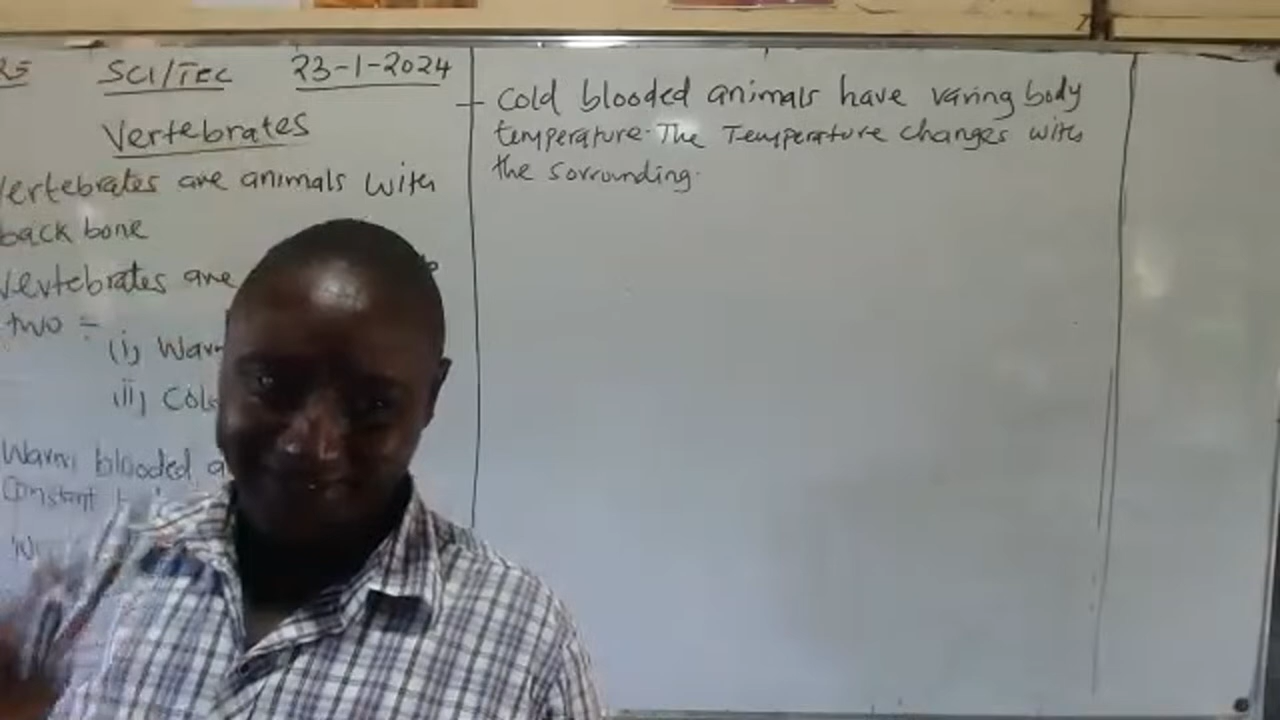 SCI/TEC 23-1-2024
Vertebrates
Vertebrates are animals with
back bone
Vertebrates are
two :-
(i) Warm
ii) Cold
Warm blooded
Constant
- Cold blooded animals have varing body
temperature. The Temperature changes with
the sorrounding.